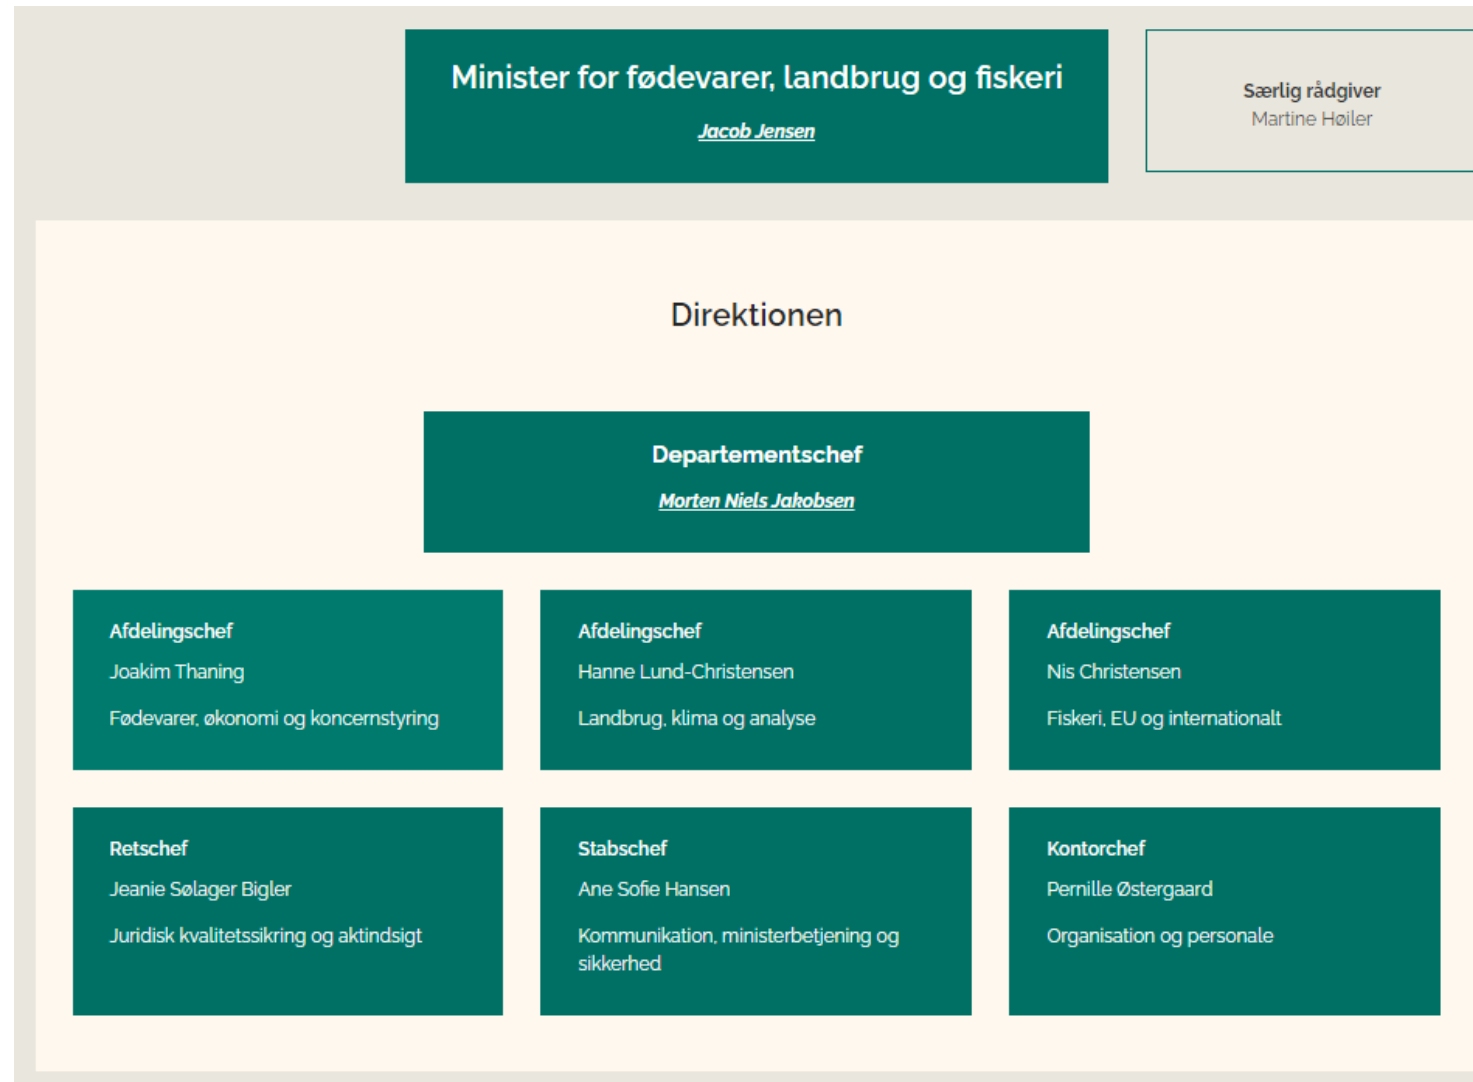 Minister for fødevarer, landbrug og fiskeri
Jacob Jensen
Særlig rådgiver
Martine Høiler
Direktionen
Departementschef
Morten Niels Jakobsen
Afdelingschef
Joakim Thaning
Fødevarer, økonomi og koncernstyring
Afdelingschef
Hanne Lund-Christensen
Landbrug, klima og analyse
Afdelingschef
Nis Christensen
Fiskeri, EU og internationalt
Retschef
Jeanie Sølager Bigler
Juridisk kvalitetssikring og aktindsigt
Stabschef
Ane Sofie Hansen
Kommunikation, ministerbetjening og
sikkerhed
Kontorchef
Pernille Østergaard
Organisation og personale